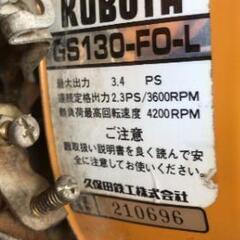 KUBOTA
GS130-FO-L
最大出力 3.4 PS
連続定格出力 2.3PS/3600RPM
無負荷最高回転速度 4200RPM
ご注意
取扱い説明書を良く読んで安
全に使用して下さい
久保田鉄工株式会社
210696